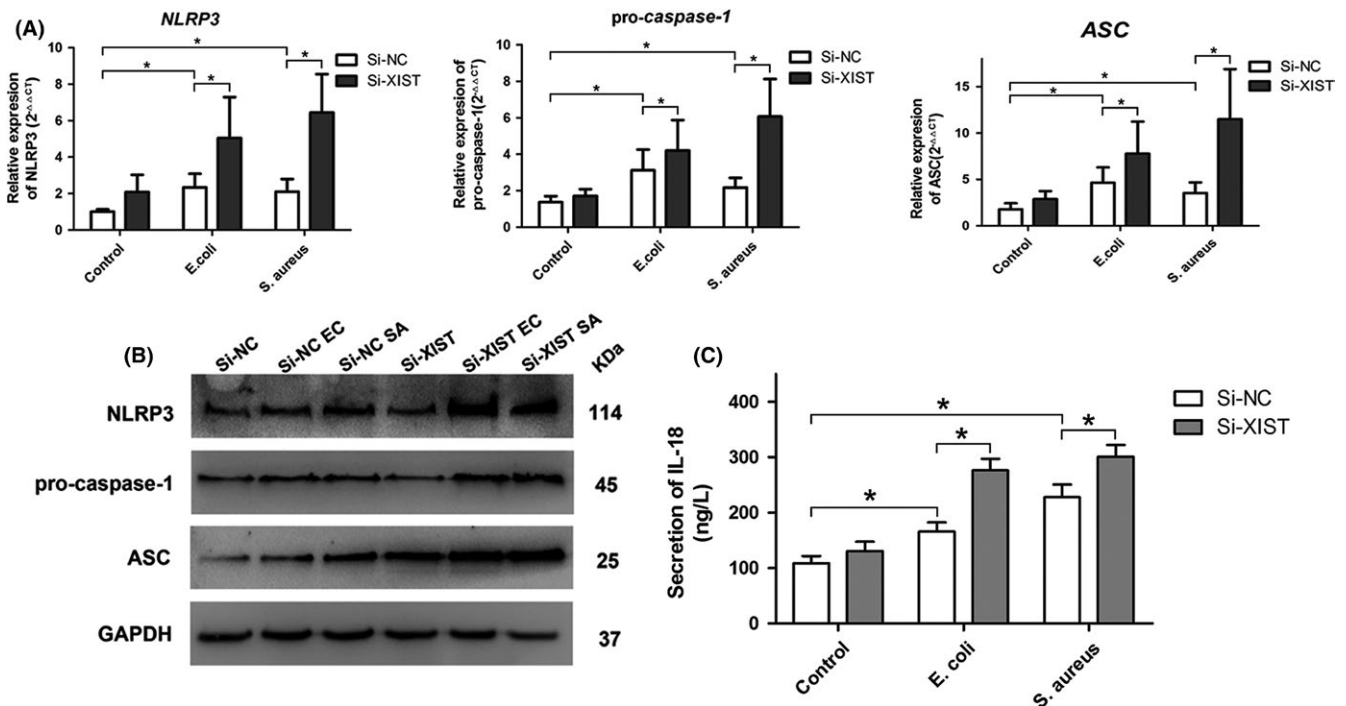 (A)
NLRP3
Relative expresion
of NLRP3 (2-△△CT)
10
8
6
4
2
0
*
*
*
*
Si-NC
Si-XIST
Control
E.coli
S. aureus
pro-caspase-1
Relative expresion of
pro-caspase-1(2-△△CT)
10
8
6
4
2
0
*
*
*
*
Si-NC
Si-XIST
Control
E.coli
S. aureus
ASC
Relative expression
of ASC(2-△△CT)
15
10
5
0
*
*
*
*
Si-NC
Si-XIST
Control
E.coli
S. aureus
(B)
Si-NC
Si-NC EC
Si-NC SA
Si-XIST
Si-XIST EC
Si-XIST SA
KDa
NLRP3
114
pro-caspase-1
45
ASC
25
GAPDH
37
(C)
Secretion of IL-18
(ng/L)
400
300
200
100
0
*
*
*
*
Si-NC
Si-XIST
Control
E. coli
S. aureus